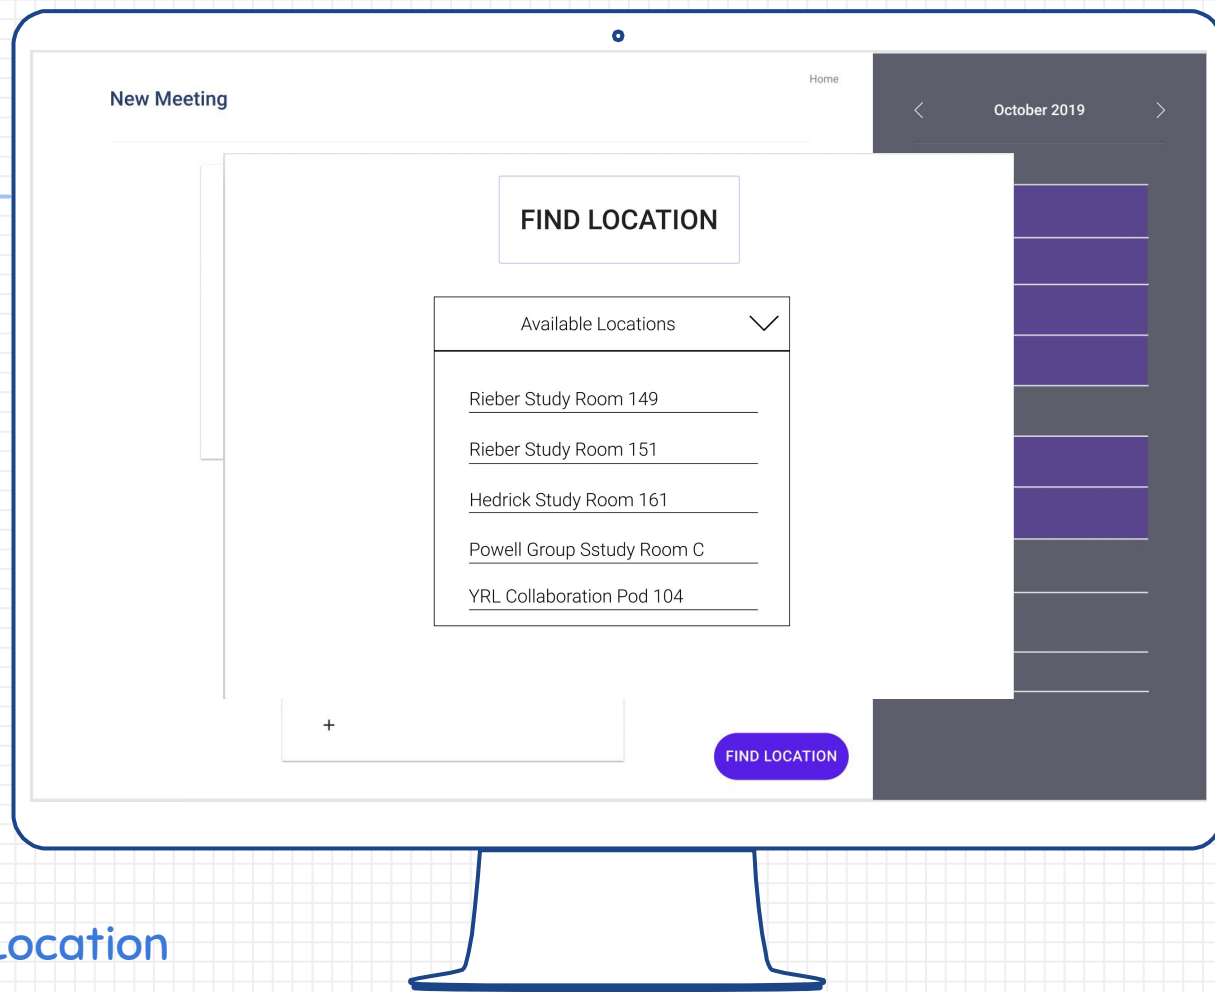 New Meeting
Home
October 2019
FIND LOCATION
Available Locations
Rieber Study Room 149
Rieber Study Room 151
Hedrick Study Room 161
Powell Group Sstudy Room C
YRL Collaboration Pod 104
+
FIND LOCATION
Location